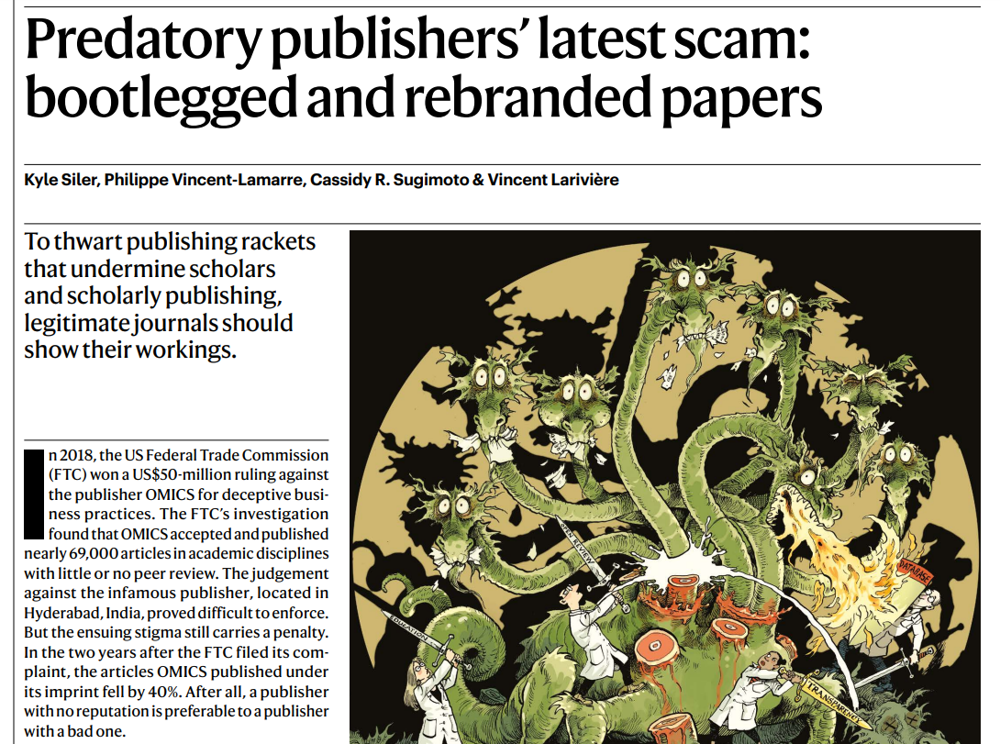 Predatory publishers’ latest scam:
bootlegged and rebranded papers
Kyle Siler, Philippe Vincent-Lamarre, Cassidy R. Sugimoto & Vincent Larivière
To thwart publishing rackets
that undermine scholars
and scholarly publishing,
legitimate journals should
show their workings.
In 2018, the US Federal Trade Commission
(FTC) won a US$50-million ruling against
the publisher OMICS for deceptive busi-
ness practices. The FTC’s investigation
found that OMICS accepted and published
nearly 69,000 articles in academic disciplines
with little or no peer review. The judgement
against the infamous publisher, located in
Hyderabad, India, proved difficult to enforce.
But the ensuing stigma still carries a penalty.
In the two years after the FTC filed its com-
plaint, the articles OMICS published under
its imprint fell by 40%. After all, a publisher
with no reputation is preferable to a publisher
with a bad one.
OPEN REVIEW
DATABASE
EDUCATION
TRANSPARENCY